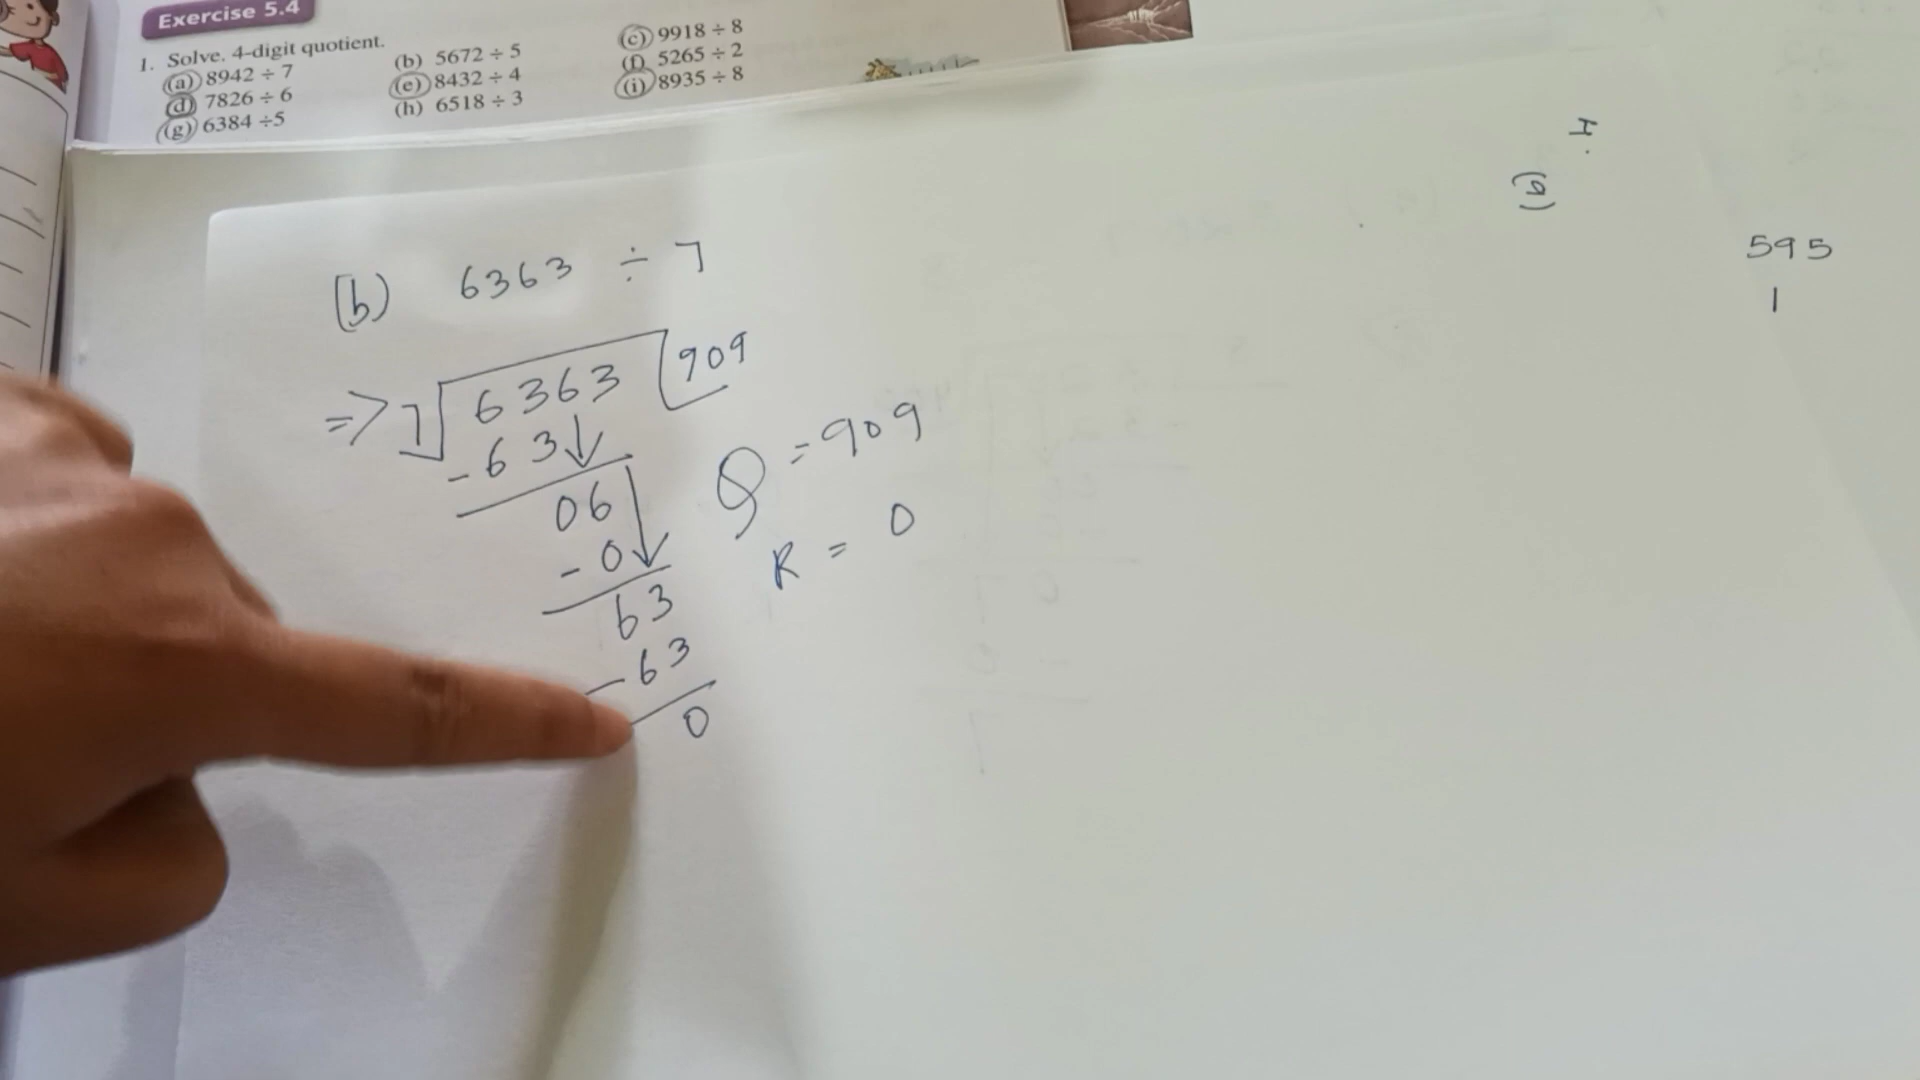 Exercise 5.4
1. Solve. 4-digit quotient.
(a) 8942 ÷ 7 (b) 5672 ÷ 5 (c) 9918 ÷ 8
(d) 7826 ÷ 6 (e) 8432 ÷ 4 (f) 5265 ÷ 2
(g) 6384 ÷5 (h) 6518 ÷ 3 (i) 8935 ÷ 8
(b) 6363 ÷ 7
=> 7 6363 909
- 63
06
- 0
63
- 63
0
Q = 909
R = 0
I.
(a)
595
1